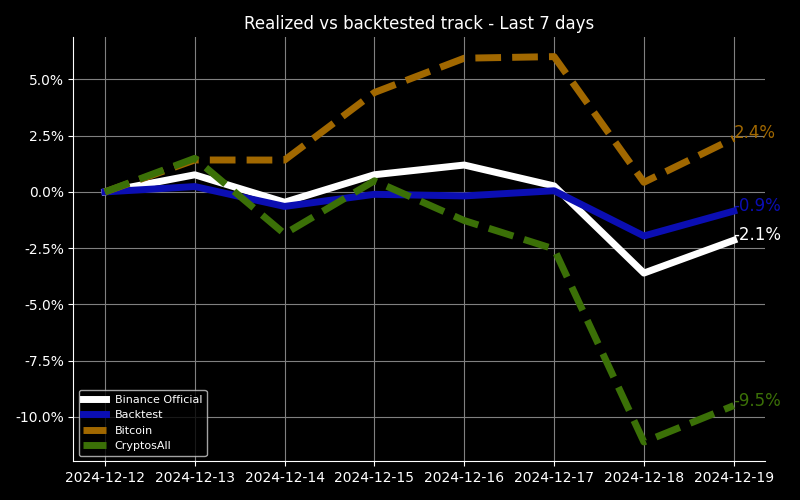 Realized vs backtested track - Last 7 days
5.0%
2.5%
0.0%
-2.5%
-5.0%
-7.5%
-10.0%
2.4%
-0.9%
-2.1%
-9.5%
Binance Official
Backtest
Bitcoin
CryptosAll
2024-12-12 2024-12-13 2024-12-14 2024-12-15 2024-12-16 2024-12-17 2024-12-18 2024-12-19